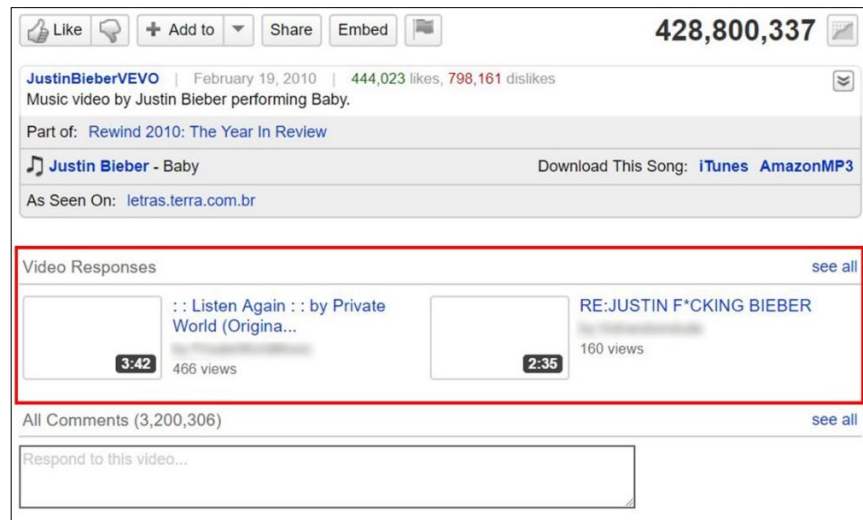 Like
+ Add to
Share
Embed
428,800,337
JustinBieberVEVO | February 19, 2010 | 444,023 likes, 798,161 dislikes
Music video by Justin Bieber performing Baby.
Part of: Rewind 2010: The Year In Review
Justin Bieber - Baby
Download This Song: iTunes AmazonMP3
As Seen On: letras.terra.com.br
Video Responses
see all
: : Listen Again : : by Private
World (Origina...
3:42
466 views
RE:JUSTIN F*CKING BIEBER
2:35
160 views
All Comments (3,200,306)
see all
Respond to this video...